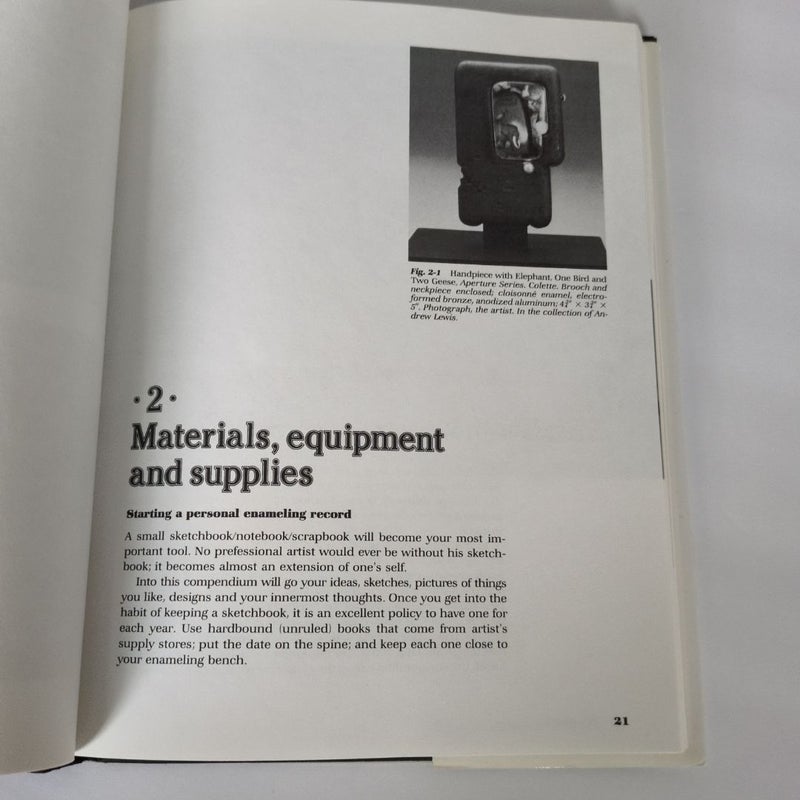 Fig. 2-1 Handpiece with Elephant, One Bird and
Two Geese, Aperture Series. Colette. Brooch and
neckpiece enclosed; cloisonné enamel, electro-
formed bronze, anodized aluminum; 4¾" × 3¾" ×
5". Photograph, the artist. In the collection of An-
drew Lewis.
· 2 ·
Materials, equipment
and supplies
Starting a personal enameling record
A small sketchbook/notebook/scrapbook will become your most im-
portant tool. No prefessional artist would ever be without his sketch-
book; it becomes almost an extension of one's self.
Into this compendium will go your ideas, sketches, pictures of things
you like, designs and your innermost thoughts. Once you get into the
habit of keeping a sketchbook, it is an excellent policy to have one for
each year. Use hardbound (unruled) books that come from artist's
supply stores; put the date on the spine; and keep each one close to
your enameling bench.
21